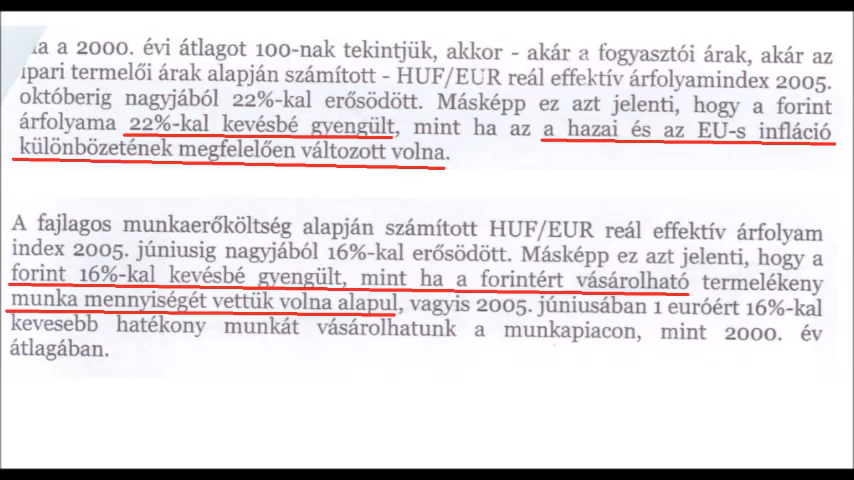 a a 2000. évi átlagot 100-nak tekintjük, akkor - akár a fogyasztói árak, akár az
ipari termelői árak alapján számított - HUF/EUR reál effektív árfolyamindex 2005.
októberig nagyjából 22%-kal erősödött. Másképp ez azt jelenti, hogy a forint
árfolyama 22%-kal kevésbé gyengült, mint ha az a hazai és az EU-s infláció
különbözetének megfelelően változott volna.
A fajlagos munkaerőköltség alapján számított HUF/EUR reál effektív árfolyam
index 2005. júniusig nagyjából 16%-kal erősödött. Másképp ez azt jelenti, hogy a
forint 16%-kal kevésbé gyengült, mint ha a forintért vásárolható termelékeny
munka mennyiségét vettük volna alapul, vagyis 2005. júniusában 1 euróért 16%-kal
kevesebb hatékony munkát vásárolhatunk a munkapiacon, mint 2000. év
átlagában.